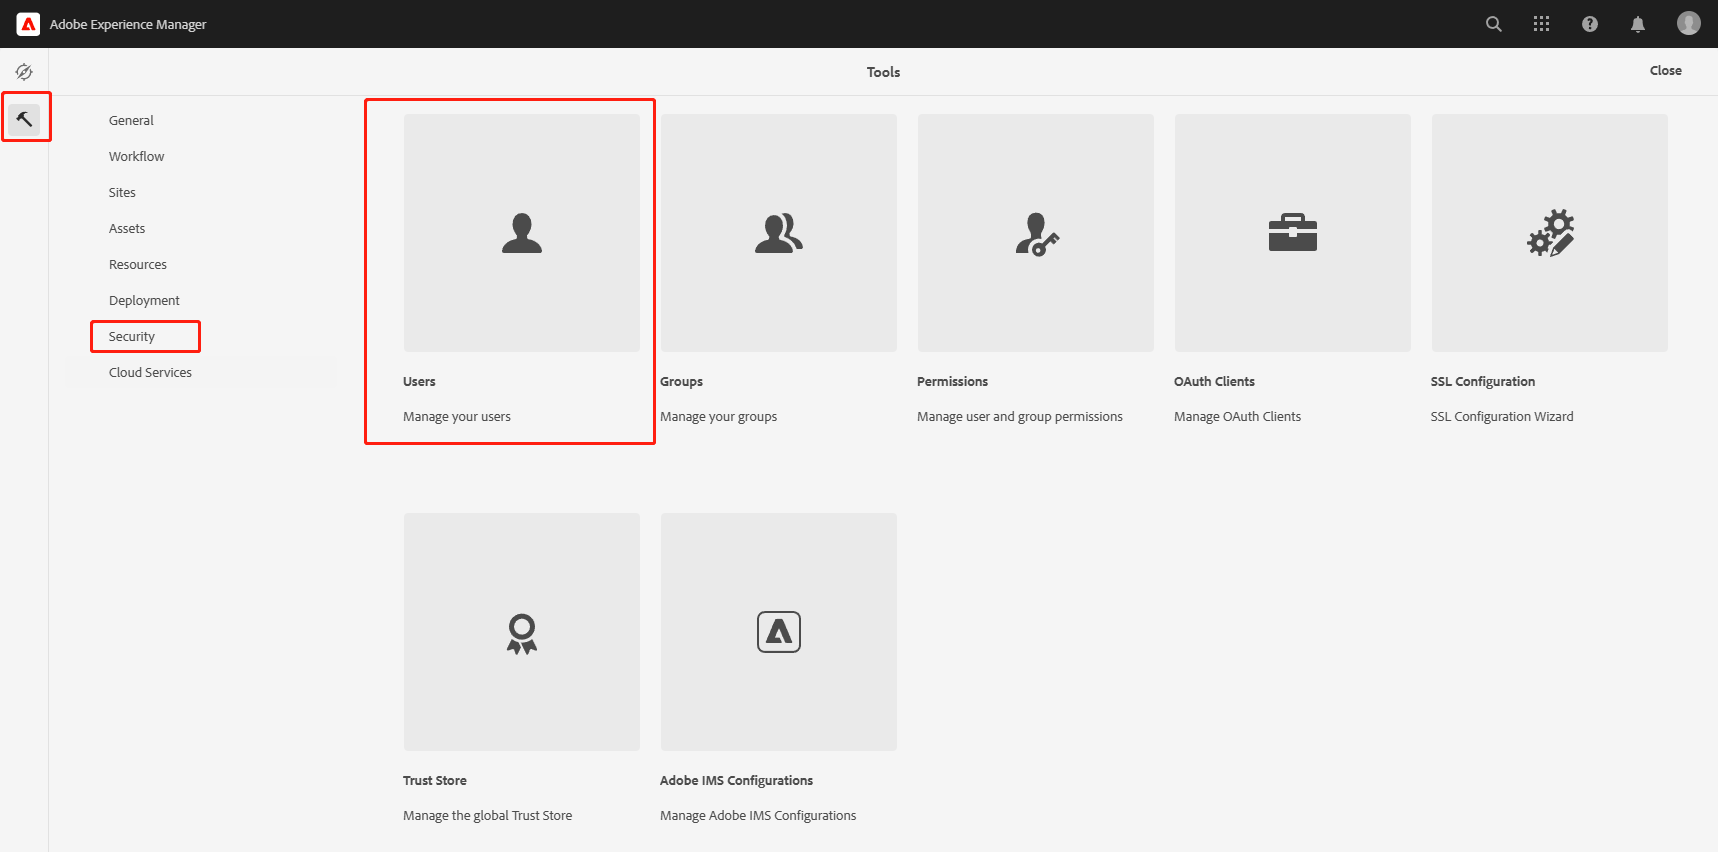 Adobe Experience Manager
Tools
Close
General
Workflow
Sites
Assets
Resources
Deployment
Security
Cloud Services
Users
Manage your users
Groups
Manage your groups
Permissions
Manage user and group permissions
OAuth Clients
Manage OAuth Clients
SSL Configuration
SSL Configuration Wizard
Trust Store
Manage the global Trust Store
Adobe IMS Configurations
Manage Adobe IMS Configurations